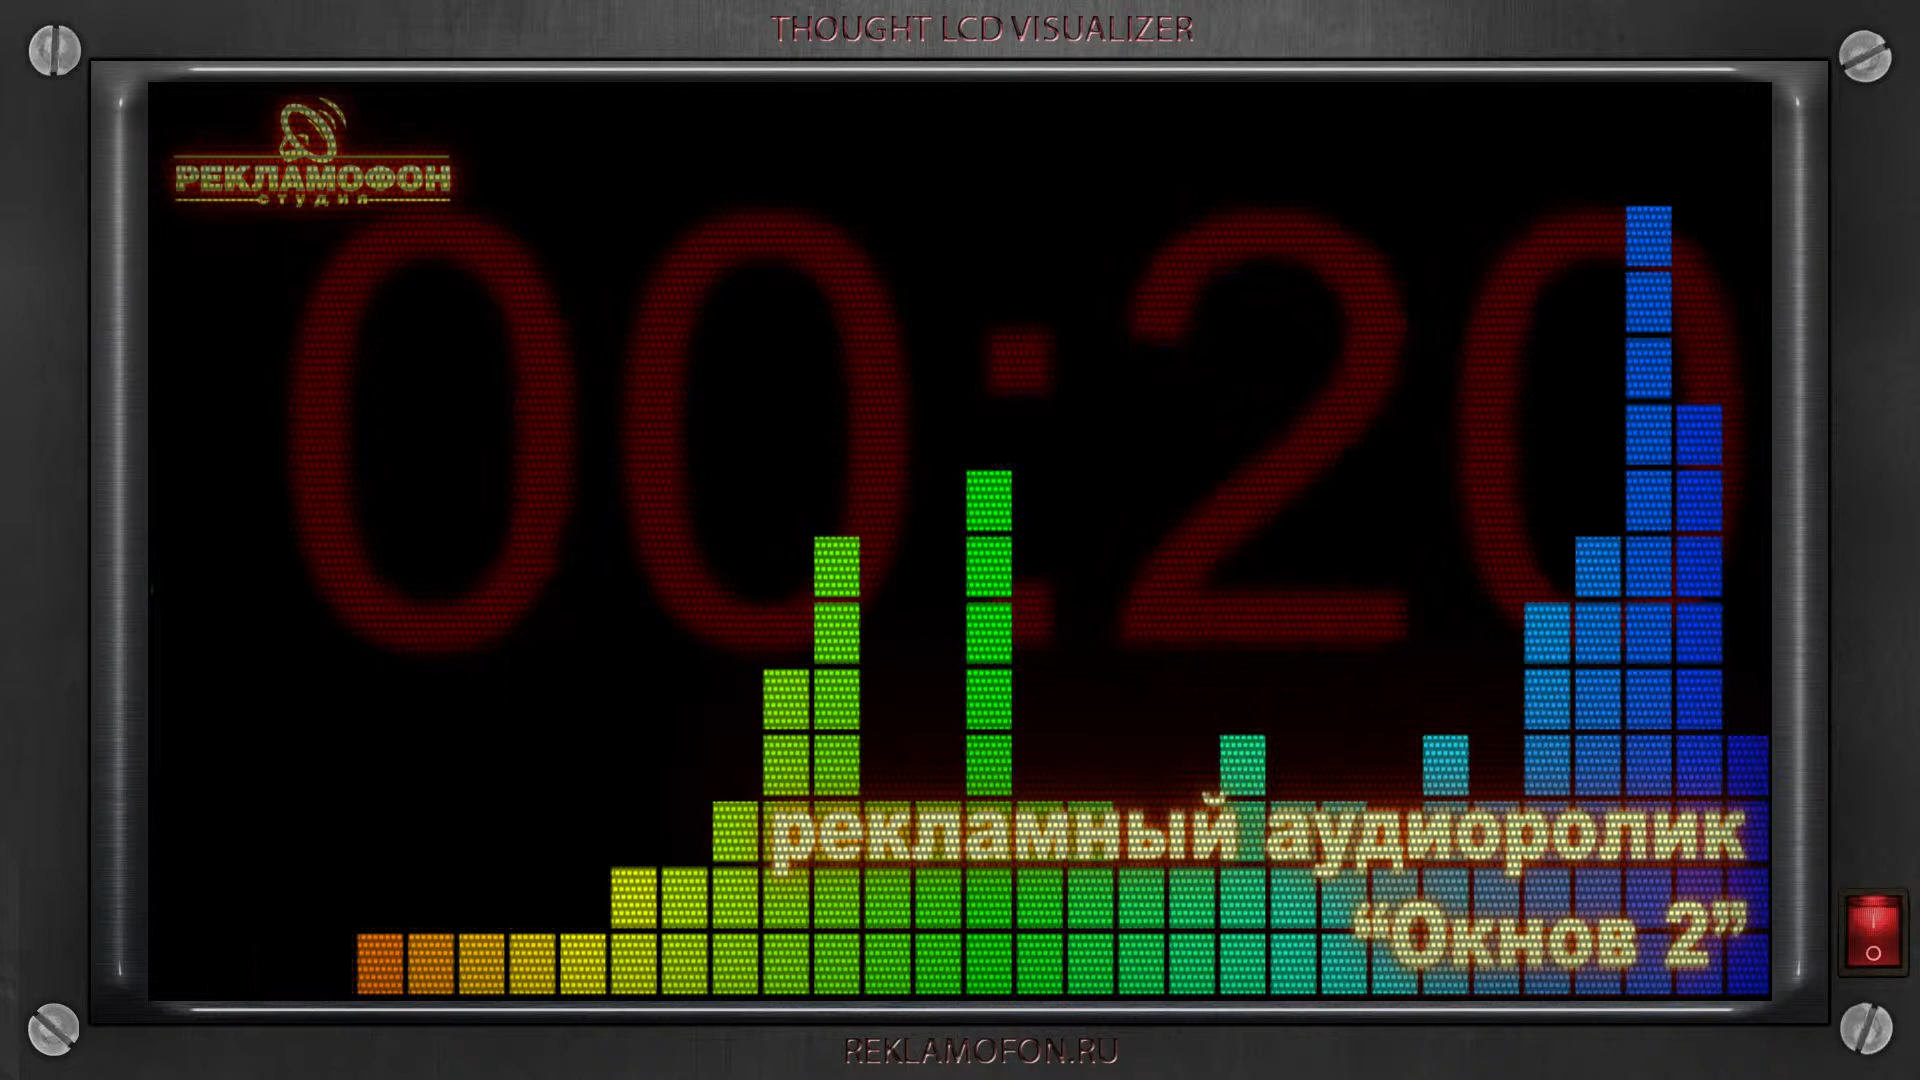 THOUGHT LCD VISUALIZER
РЕКЛАМОФОН
студия
00:20
рекламный аудиоролик
“Окнов 2”
REKLAMOFON.RU